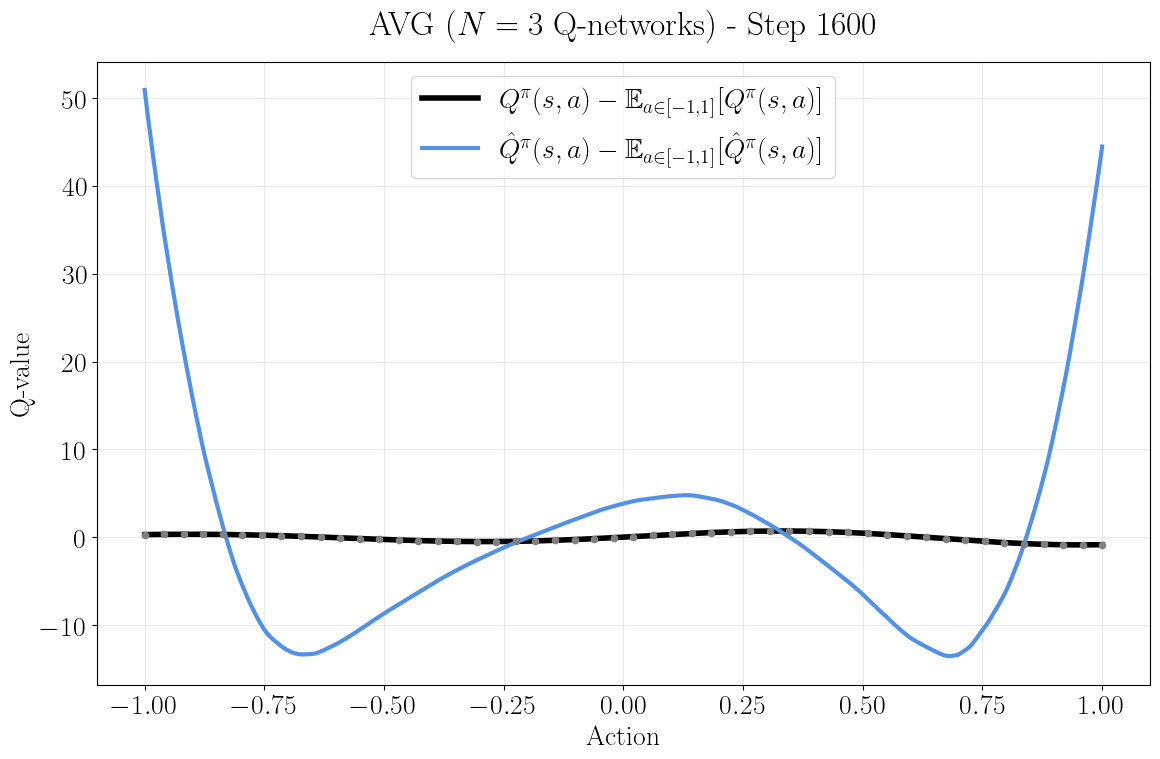 AVG (N = 3 Q-networks) - Step 1600
Q^π(s, a) − 𝔼_{a∈[−1,1]}[Q^π(s, a)]
Q̂^π(s, a) − 𝔼_{a∈[−1,1]}[Q̂^π(s, a)]
Q-value
50
40
30
20
10
0
−10
−1.00 −0.75 −0.50 −0.25 0.00 0.25 0.50 0.75 1.00
Action